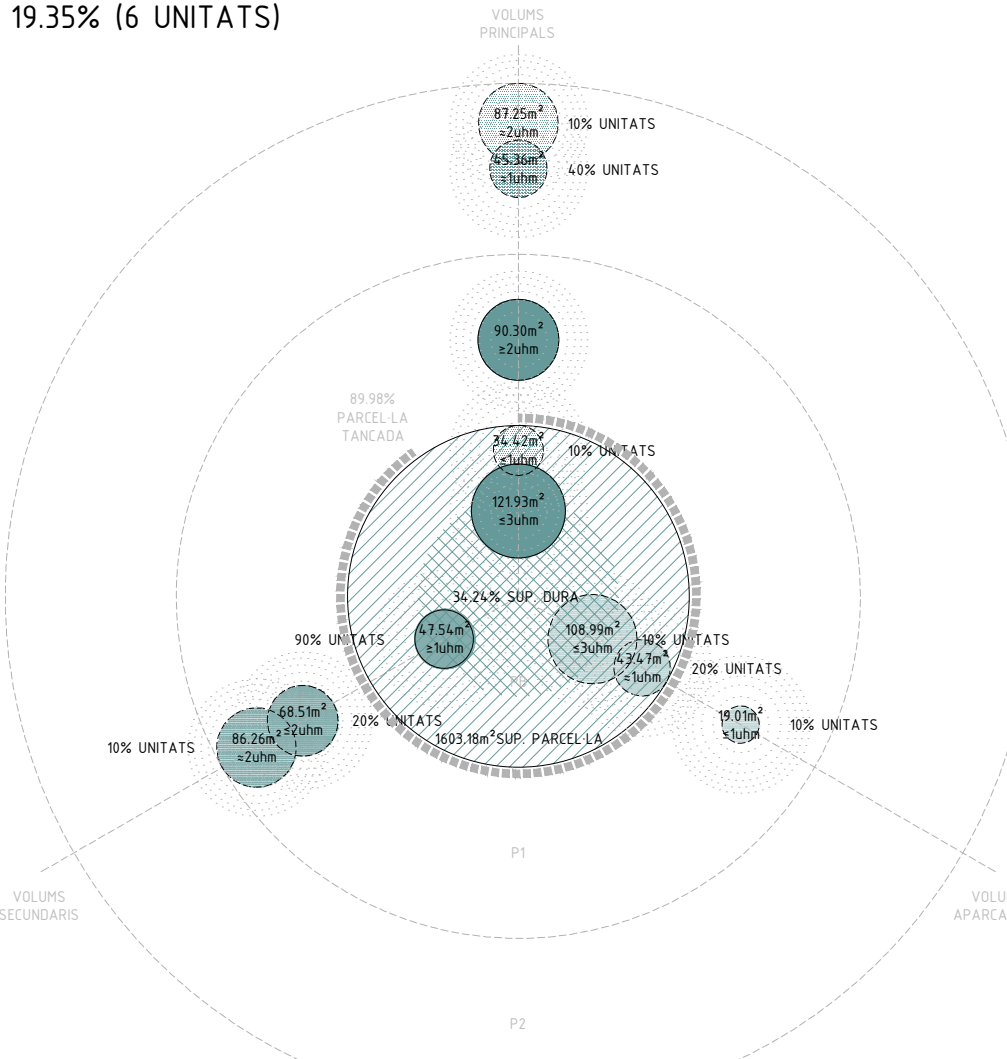 19.35% (6 UNITATS)
VOLUMS
PRINCIPALS
87.25m²
≈2uhm
10% UNITATS
45.36m²
≈1uhm
40% UNITATS
90.30m²
≥2uhm
89.98%
PARCEL·LA
TANCADA
34.42m²
≤1uhm
10% UNITATS
121.93m²
≤3uhm
34.24% SUP. DURA
47.54m²
≥1uhm
90% UNITATS
108.99m²
≤3uhm
10% UNITATS
43.47m²
≈1uhm
20% UNITATS
68.51m²
≤2uhm
20% UNITATS
86.26m²
≈2uhm
10% UNITATS
19.01m²
≤1uhm
10% UNITATS
1603.18m² SUP. PARCEL·LA
P1
VOLUMS
SECUNDARIS
VOLU
APARCA
P2